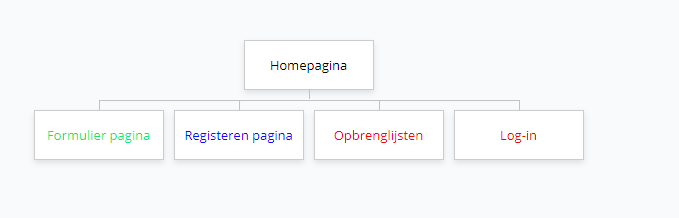 Homepagina
Formulier pagina
Registeren pagina
Opbrenglijsten
Log-in